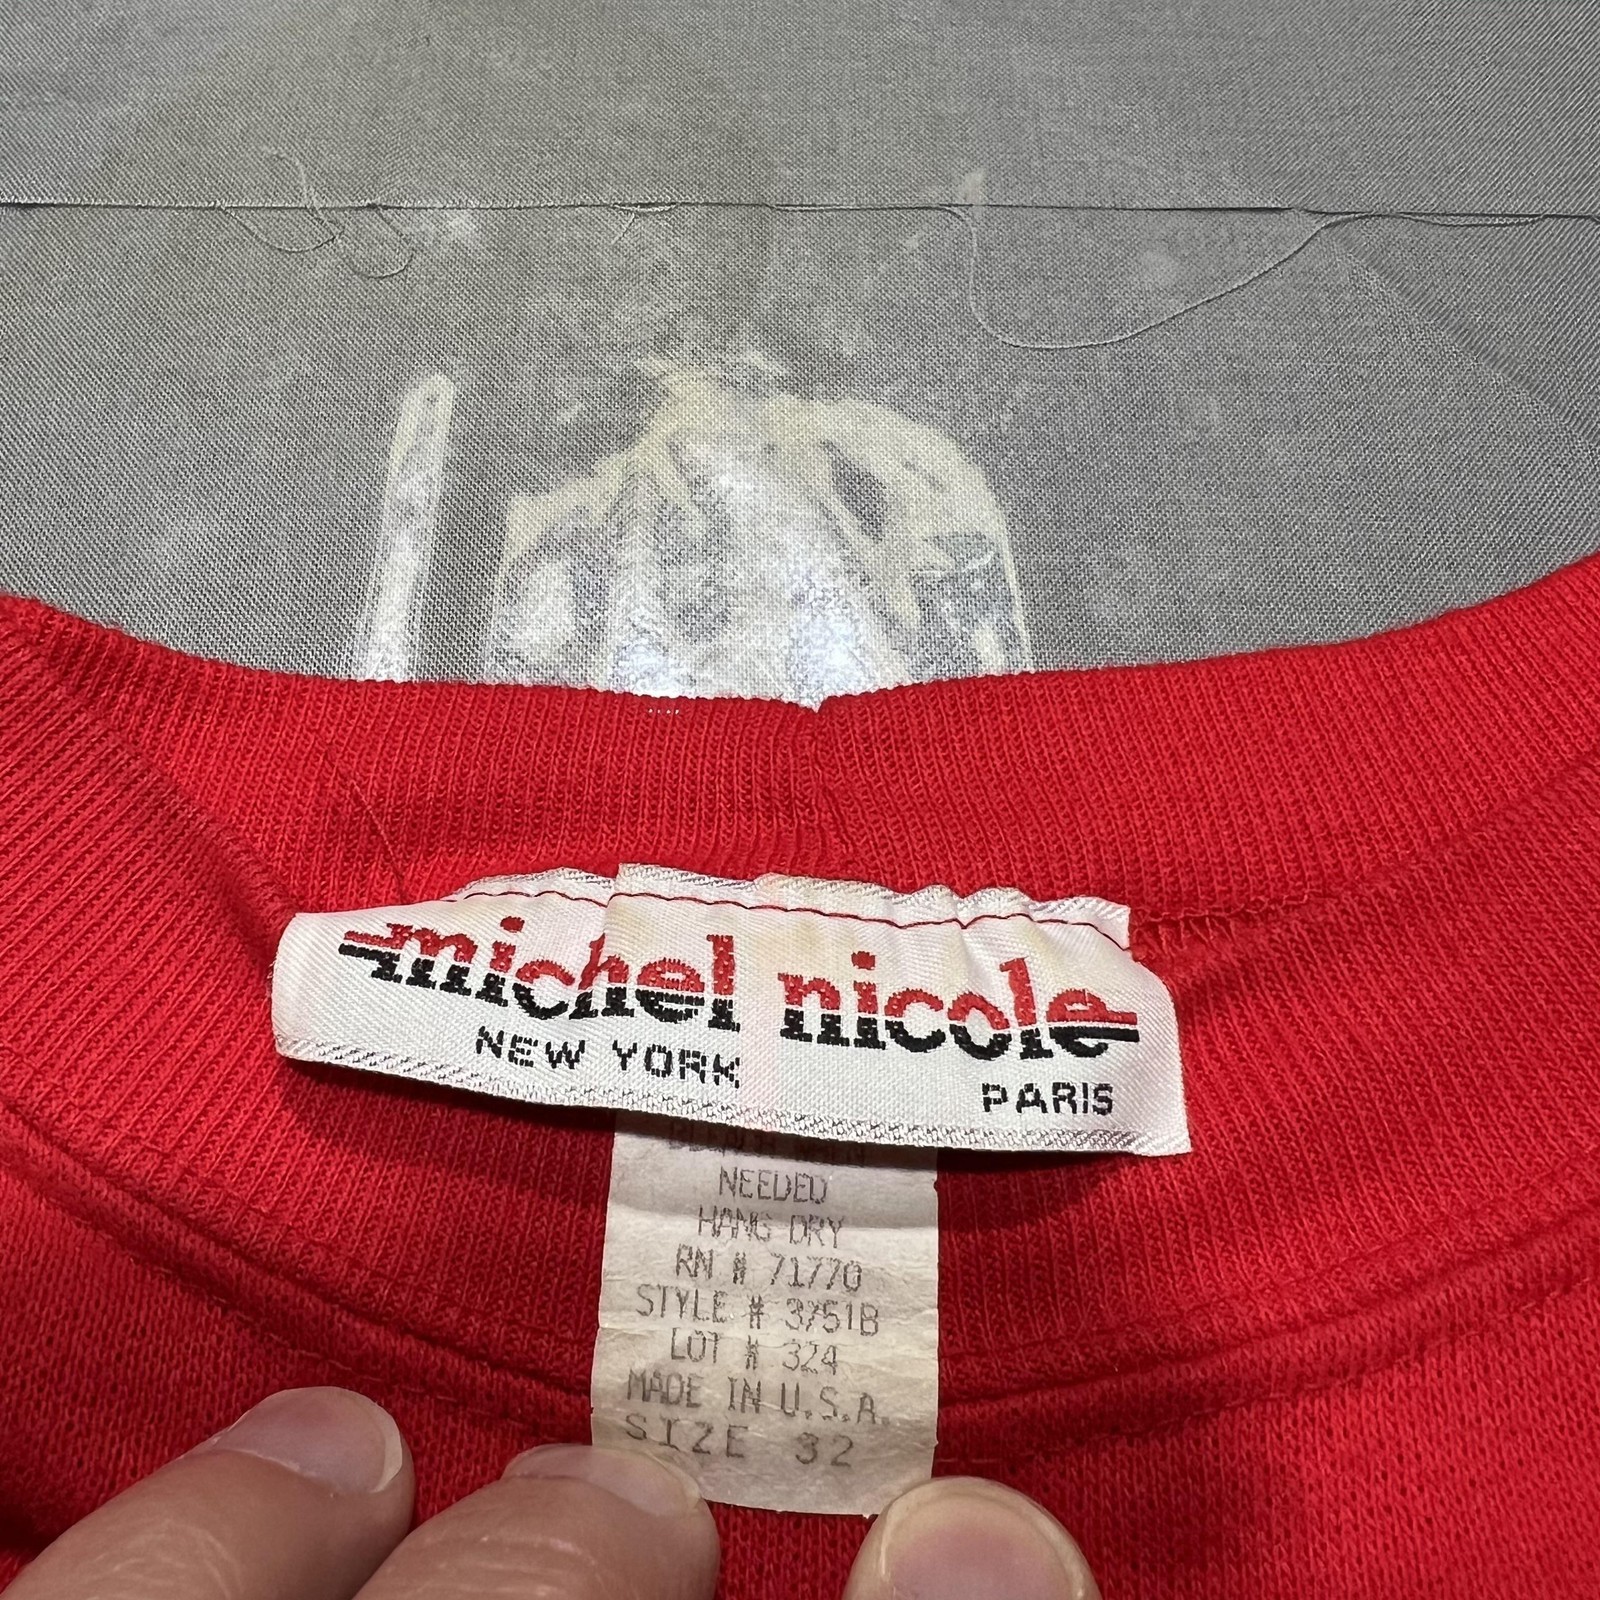 michel nicole
NEW YORK PARIS
NEEDED
HANG DRY
RN # 71770
STYLE # 3751B
LOT # 324
MADE IN U.S.A.
SIZE 32